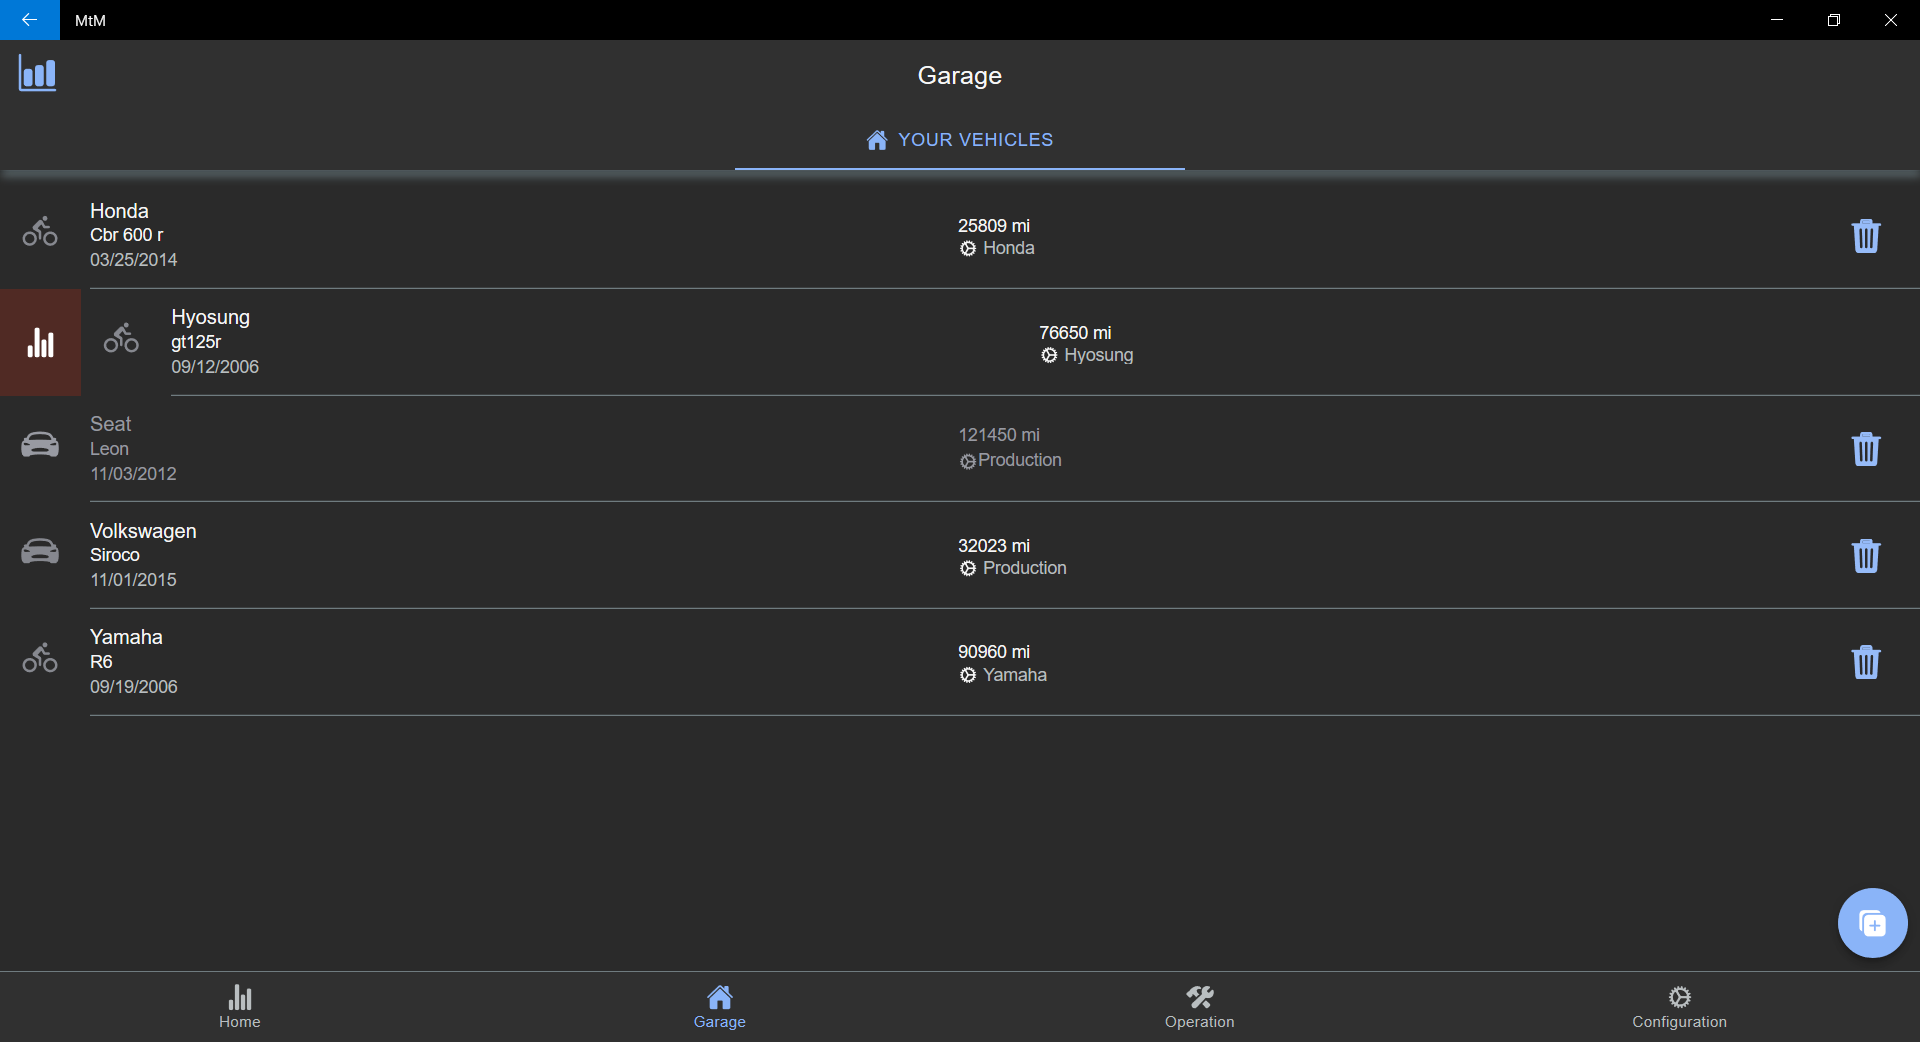 MtM
Garage
YOUR VEHICLES
Honda
Cbr 600 r
03/25/2014
25809 mi
Honda
Hyosung
gt125r
09/12/2006
76650 mi
Hyosung
Seat
Leon
11/03/2012
121450 mi
Production
Volkswagen
Siroco
11/01/2015
32023 mi
Production
Yamaha
R6
09/19/2006
90960 mi
Yamaha
Home
Garage
Operation
Configuration